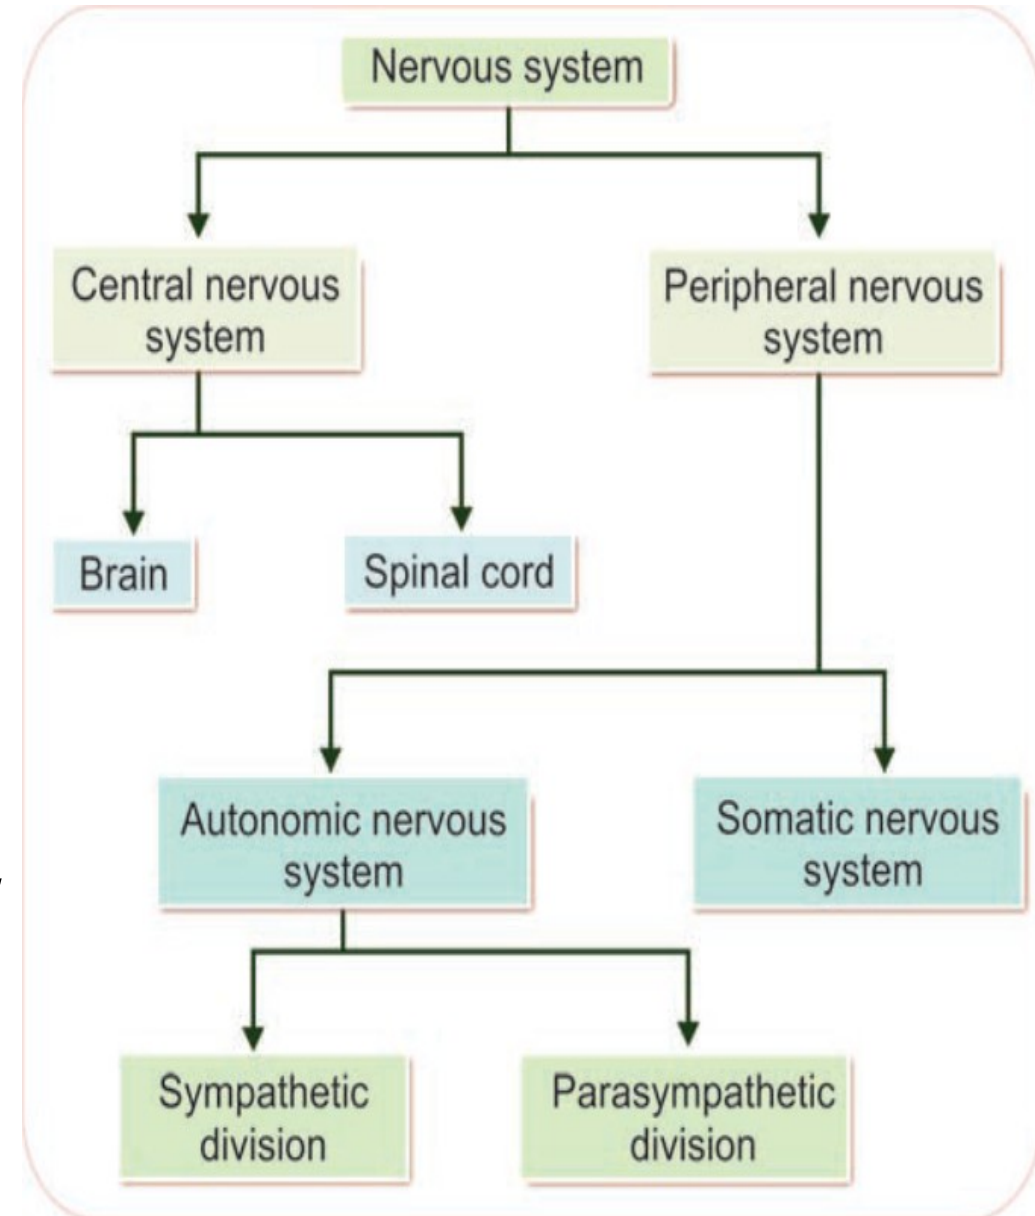 Nervous system
Central nervous
system
Peripheral nervous
system
Brain
Spinal cord
Autonomic nervous
system
Somatic nervous
system
Sympathetic
division
Parasympathetic
division